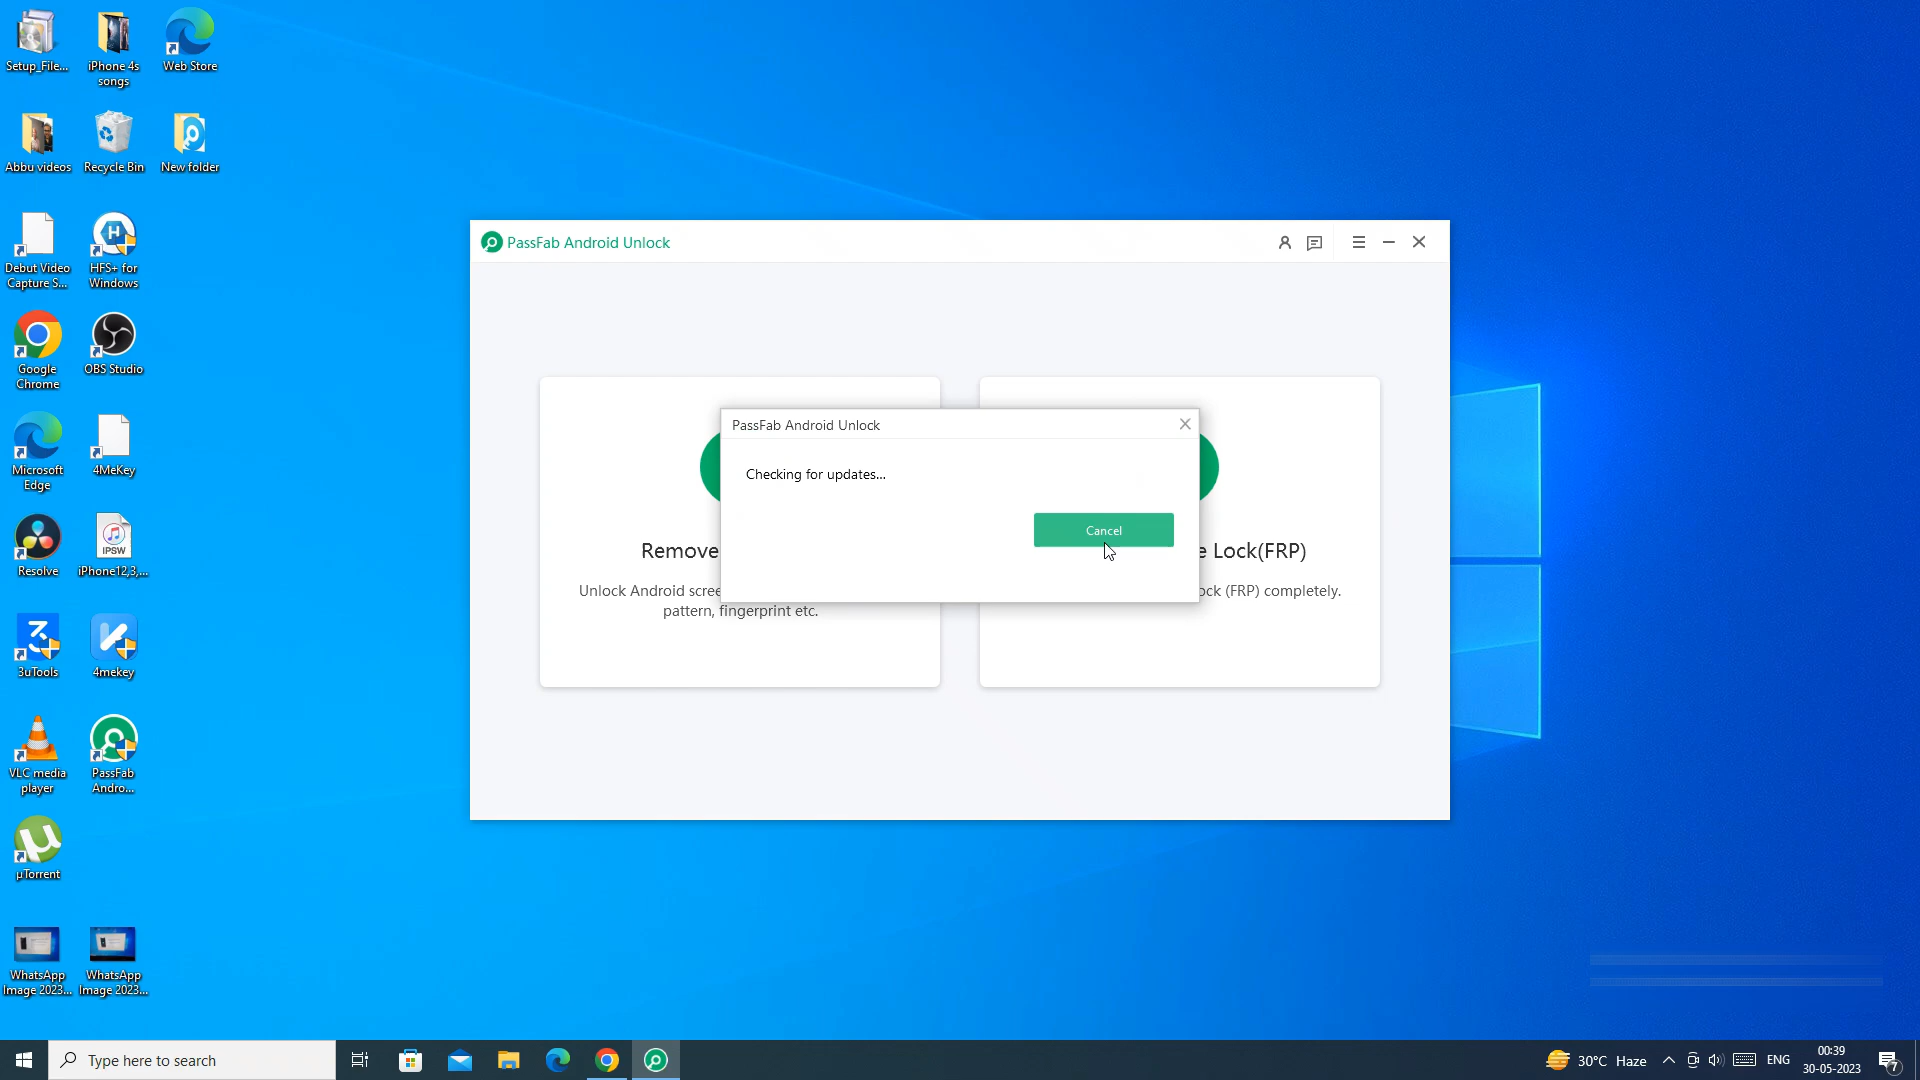 Setup_File...
iPhone 4s
songs
Web Store
Abbu videos
Recycle Bin
New folder
Debut Video
Capture S...
HFS+ for
Windows
Google
Chrome
OBS Studio
Microsoft
Edge
4MeKey
Resolve
IPSW
iPhone12,3,...
3uTools
4mekey
VLC media
player
PassFab
Andro...
µTorrent
WhatsApp
Image 2023...
WhatsApp
Image 2023...
PassFab Android Unlock
PassFab Android Unlock
Checking for updates...
Cancel
Remove
Unlock Android scree
pattern, fingerprint etc.
e Lock(FRP)
ock (FRP) completely.
Type here to search
30°C Haze
ENG
00:39
30-05-2023
7